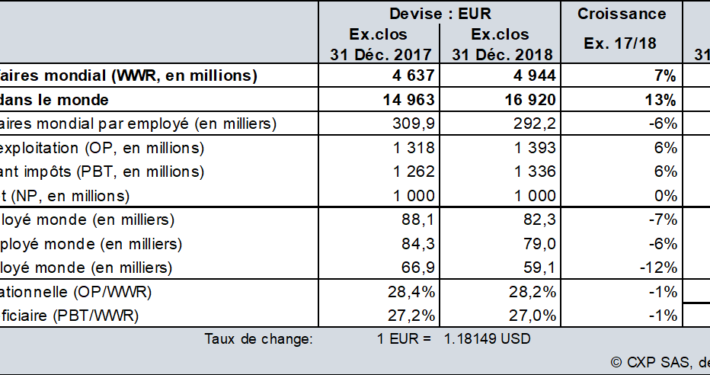 Devise : EUR Croissance
Ex.clos Ex.clos Ex. 17/18
31 Déc. 2017 31 Déc. 2018 31
faires mondial (WWR, en millions) 4 637 4 944 7%
dans le monde 14 963 16 920 13%
aires mondial par employé (en milliers) 309,9 292,2 -6%
exploitation (OP, en millions) 1 318 1 393 6%
ant impôts (PBT, en millions) 1 262 1 336 6%
t (NP, en millions) 1 000 1 000 0%
ployé monde (en milliers) 88,1 82,3 -7%
ployé monde (en milliers) 84,3 79,0 -6%
ployé monde (en milliers) 66,9 59,1 -12%
ationnelle (OP/WWR) 28,4% 28,2% -1%
ficiaire (PBT/WWR) 27,2% 27,0% -1%
Taux de change: 1 EUR = 1.18149 USD
© CXP SAS, de